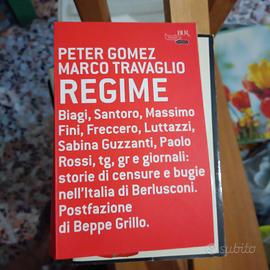 BUR
PETER GOMEZ
MARCO TRAVAGLIO
REGIME
Biagi, Santoro, Massimo
Fini, Freccero, Luttazzi,
Sabina Guzzanti, Paolo
Rossi, tg, gr e giornali:
storie di censure e bugie
nell'Italia di Berlusconi.
Postfazione
di Beppe Grillo.
subito